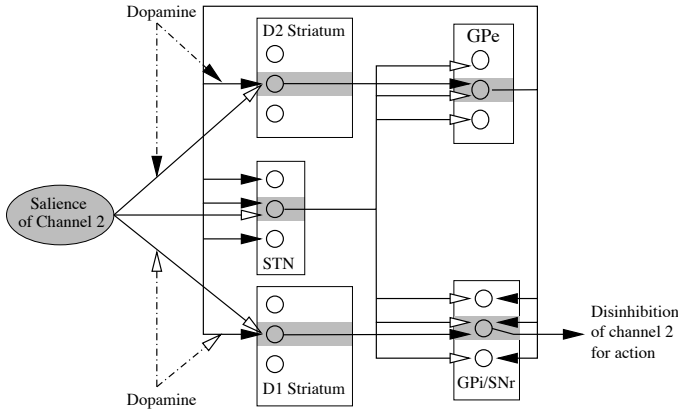 Dopamine
D2 Striatum
GPe
Salience
of Channel 2
STN
Disinhibition
of channel 2
for action
Dopamine
D1 Striatum
GPi/SNr